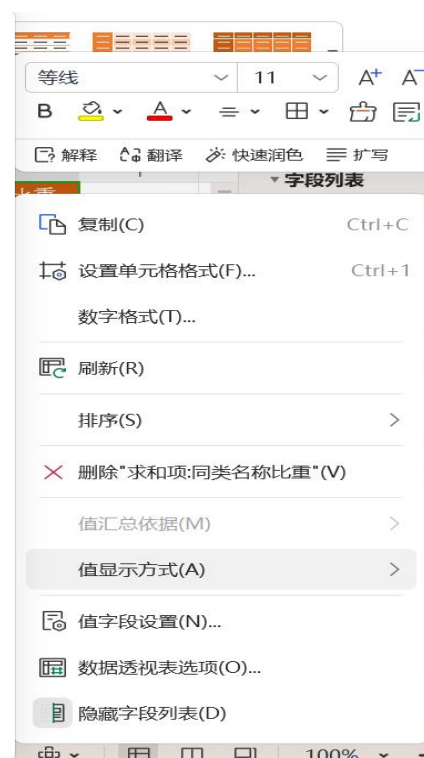 等线 11 A+ A-
B A
解释 翻译 快速润色 扩写
字段列表
复制(C) Ctrl+C
设置单元格格式(F)... Ctrl+1
数字格式(T)...
刷新(R)
排序(S)
删除"求和项:同类名称比重"(V)
值汇总依据(M)
值显示方式(A)
值字段设置(N)...
数据透视表选项(O)...
隐藏字段列表(D)
100%